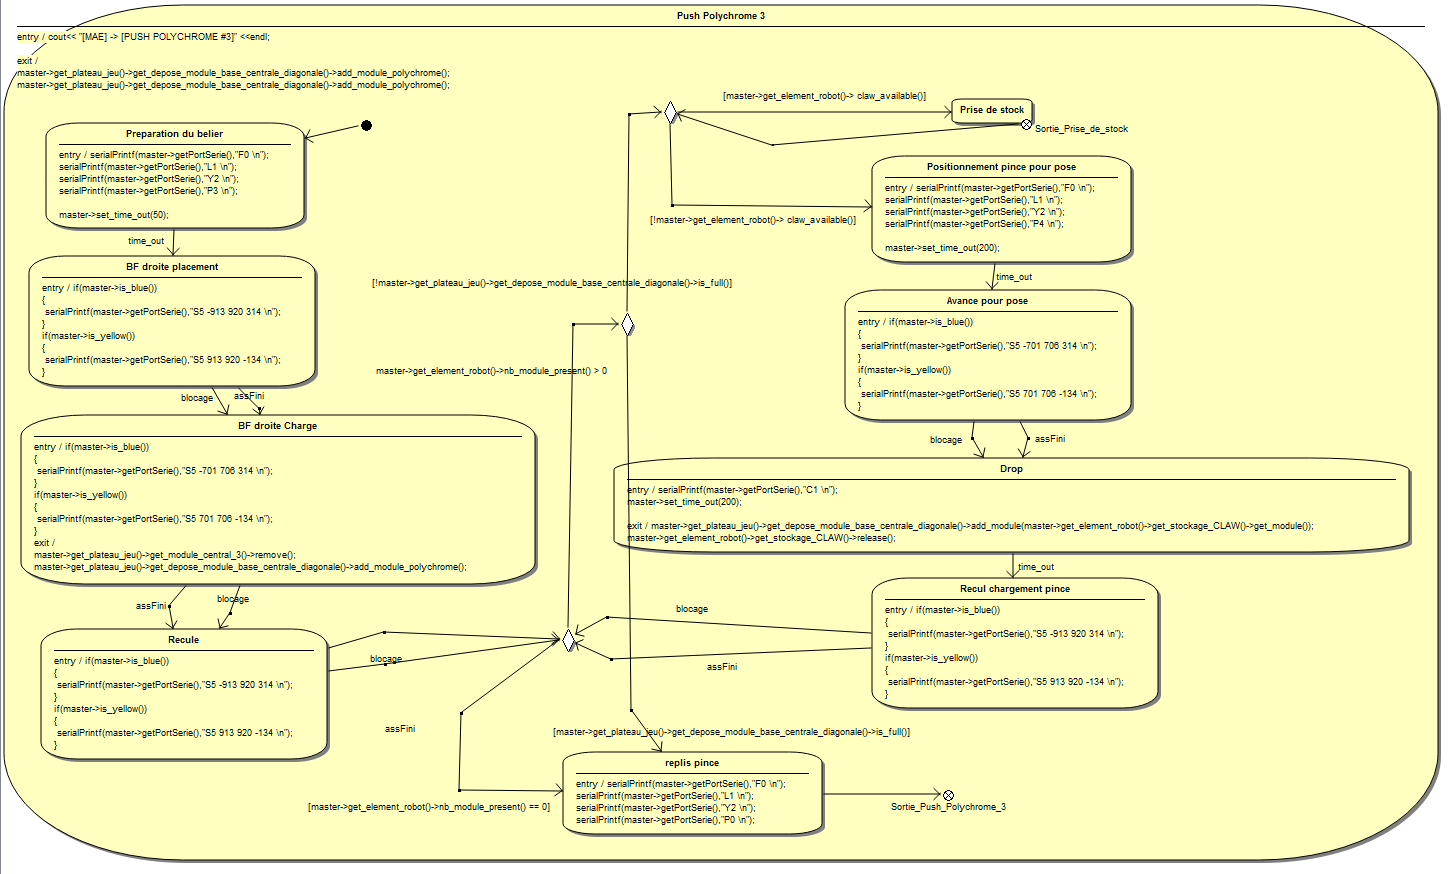 Push Polychrome 3
entry / cout<< "[MAE] -> [PUSH POLYCHROME #3]" <<endl;
exit /
master->get_plateau_jeu()->get_depose_module_base_centrale_diagonale()->add_module_polychrome();
master->get_plateau_jeu()->get_depose_module_base_centrale_diagonale()->add_module_polychrome();
Preparation du belier
entry / serialPrintf(master->getPortSerie(),"F0 \n");
serialPrintf(master->getPortSerie(),"L1 \n");
serialPrintf(master->getPortSerie(),"Y2 \n");
serialPrintf(master->getPortSerie(),"P3 \n");
master->set_time_out(50);
time_out
BF droite placement
entry / if(master->is_blue())
{
serialPrintf(master->getPortSerie(),"S5 -913 920 314 \n");
}
if(master->is_yellow())
{
serialPrintf(master->getPortSerie(),"S5 913 920 -134 \n");
}
blocage
assFini
BF droite Charge
entry / if(master->is_blue())
{
serialPrintf(master->getPortSerie(),"S5 -701 706 314 \n");
}
if(master->is_yellow())
{
serialPrintf(master->getPortSerie(),"S5 701 706 -134 \n");
}
exit /
master->get_plateau_jeu()->get_module_central_3()->remove();
master->get_plateau_jeu()->get_depose_module_base_centrale_diagonale()->add_module_polychrome();
assFini
blocage
Recule
entry / if(master->is_blue())
{
serialPrintf(master->getPortSerie(),"S5 -913 920 314 \n");
}
if(master->is_yellow())
{
serialPrintf(master->getPortSerie(),"S5 913 920 -134 \n");
}
blocage
assFini
[master->get_element_robot()->nb_module_present() == 0]
master->get_element_robot()->nb_module_present() > 0
[!master->get_plateau_jeu()->get_depose_module_base_centrale_diagonale()->is_full()]
[master->get_element_robot()-> claw_available()]
Prise de stock
Sortie_Prise_de_stock
[!master->get_element_robot()-> claw_available()]
Positionnement pince pour pose
entry / serialPrintf(master->getPortSerie(),"F0 \n");
serialPrintf(master->getPortSerie(),"L1 \n");
serialPrintf(master->getPortSerie(),"Y2 \n");
serialPrintf(master->getPortSerie(),"P4 \n");
master->set_time_out(200);
time_out
Avance pour pose
entry / if(master->is_blue())
{
serialPrintf(master->getPortSerie(),"S5 -701 706 314 \n");
}
if(master->is_yellow())
{
serialPrintf(master->getPortSerie(),"S5 701 706 -134 \n");
}
blocage
assFini
Drop
entry / serialPrintf(master->getPortSerie(),"C1 \n");
master->set_time_out(200);
exit / master->get_plateau_jeu()->get_depose_module_base_centrale_diagonale()->add_module(master->get_element_robot()->get_stockage_CLAW()->get_module());
master->get_element_robot()->get_stockage_CLAW()->release();
time_out
Recul chargement pince
entry / if(master->is_blue())
{
serialPrintf(master->getPortSerie(),"S5 -913 920 314 \n");
}
if(master->is_yellow())
{
serialPrintf(master->getPortSerie(),"S5 913 920 -134 \n");
}
blocage
assFini
[master->get_plateau_jeu()->get_depose_module_base_centrale_diagonale()->is_full()]
replis pince
entry / serialPrintf(master->getPortSerie(),"F0 \n");
serialPrintf(master->getPortSerie(),"L1 \n");
serialPrintf(master->getPortSerie(),"Y2 \n");
serialPrintf(master->getPortSerie(),"P0 \n");
Sortie_Push_Polychrome_3